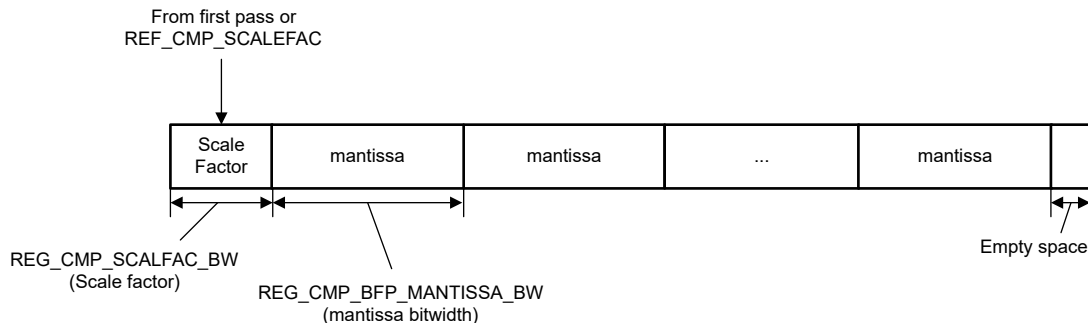 From first pass or
REF_CMP_SCALEFAC
Scale
Factor
mantissa
mantissa
...
mantissa
REG_CMP_SCALFAC_BW
(Scale factor)
REG_CMP_BFP_MANTISSA_BW
(mantissa bitwidth)
Empty space